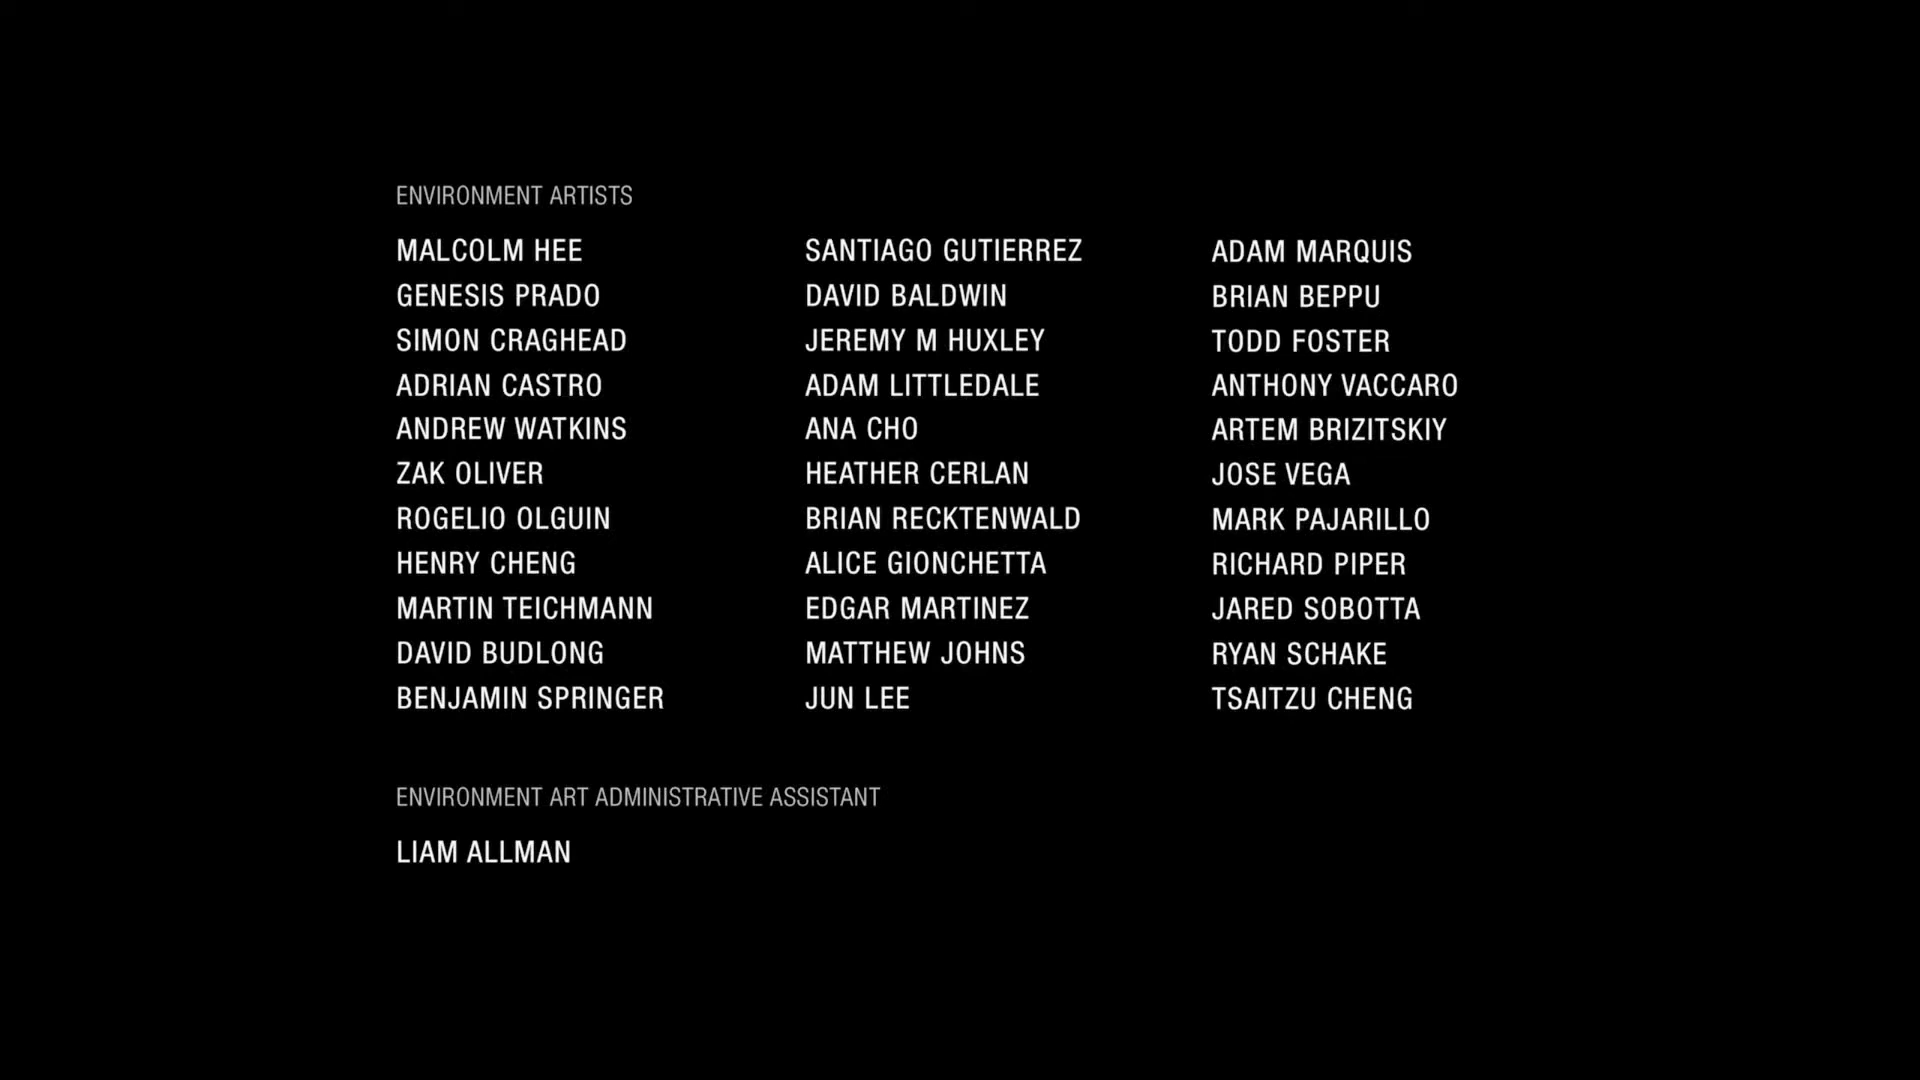 ENVIRONMENT ARTISTS
MALCOLM HEE
GENESIS PRADO
SIMON CRAGHEAD
ADRIAN CASTRO
ANDREW WATKINS
ZAK OLIVER
ROGELIO OLGUIN
HENRY CHENG
MARTIN TEICHMANN
DAVID BUDLONG
BENJAMIN SPRINGER
SANTIAGO GUTIERREZ
DAVID BALDWIN
JEREMY M HUXLEY
ADAM LITTLEDALE
ANA CHO
HEATHER CERLAN
BRIAN RECKTENWALD
ALICE GIONCHETTA
EDGAR MARTINEZ
MATTHEW JOHNS
JUN LEE
ADAM MARQUIS
BRIAN BEPPU
TODD FOSTER
ANTHONY VACCARO
ARTEM BRIZITSKIY
JOSE VEGA
MARK PAJARILLO
RICHARD PIPER
JARED SOBOTTA
RYAN SCHAKE
TSAITZU CHENG
ENVIRONMENT ART ADMINISTRATIVE ASSISTANT
LIAM ALLMAN